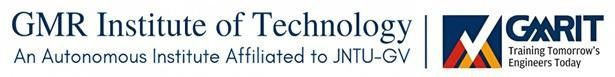 GMR Institute of Technology
An Autonomous Institute Affiliated to JNTU-GV
GMRIT
Training Tomorrow's
Engineers Today